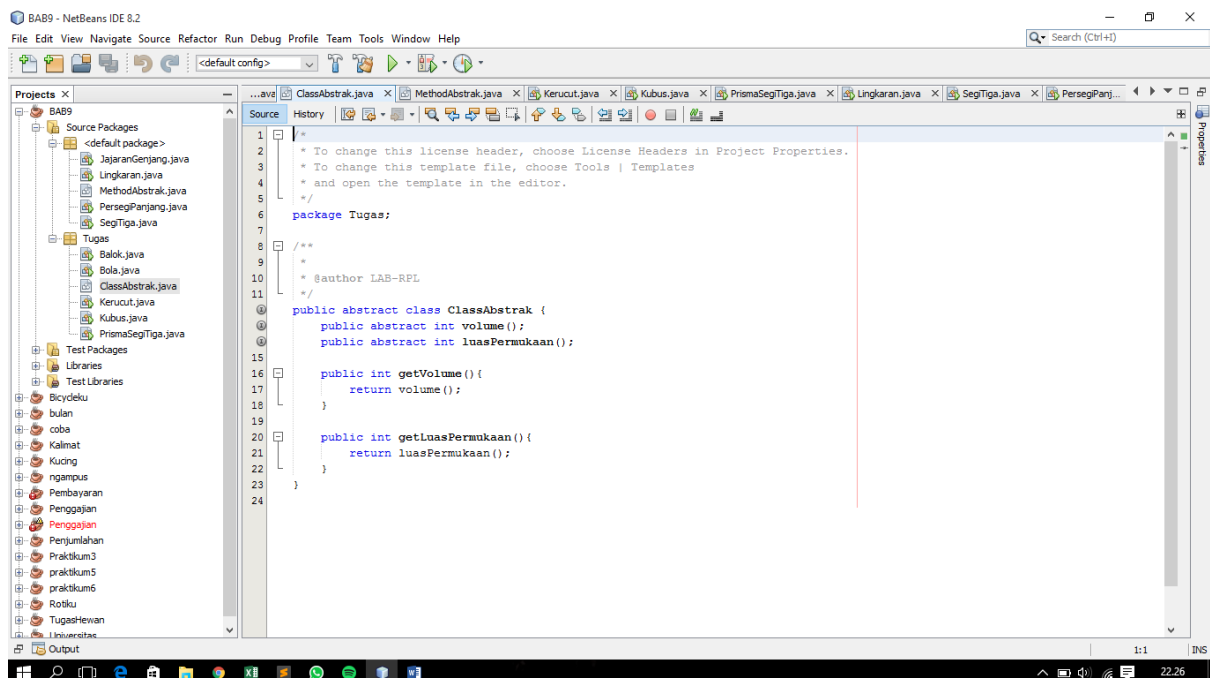 BAB9 - NetBeans IDE 8.2
File Edit View Navigate Source Refactor Run Debug Profile Team Tools Window Help
Search (Ctrl+I)
<default config>
Projects
...ava ClassAbstrak.java MethodAbstrak.java Kerucut.java Kubus.java PrismaSegiTiga.java Lingkaran.java SegiTiga.java PersegiPanj...
Source History
Properties
BAB9
Source Packages
<default package>
JajaranGenjang.java
Lingkaran.java
MethodAbstrak.java
PersegiPanjang.java
SegiTiga.java
Tugas
Balok.java
Bola.java
ClassAbstrak.java
Kerucut.java
Kubus.java
PrismaSegiTiga.java
Test Packages
Libraries
Test Libraries
Bicycleku
bulan
coba
Kalimat
Kucing
ngampus
Pembayaran
Penggajian
Penggajian
Penjumlahan
Praktikum3
praktikum5
praktikum6
Rotiku
TugasHewan
Universitas
1 /*
2 * To change this license header, choose License Headers in Project Properties.
3 * To change this template file, choose Tools | Templates
4 * and open the template in the editor.
5 */
6 package Tugas;
7
8 /**
9 *
10 * @author LAB-RPL
11 */
public abstract class ClassAbstrak {
public abstract int volume();
public abstract int luasPermukaan();
15
16 public int getVolume(){
17 return volume();
18 }
19
20 public int getLuasPermukaan(){
21 return luasPermukaan();
22 }
23 }
24
Output
1:1 INS
22.26